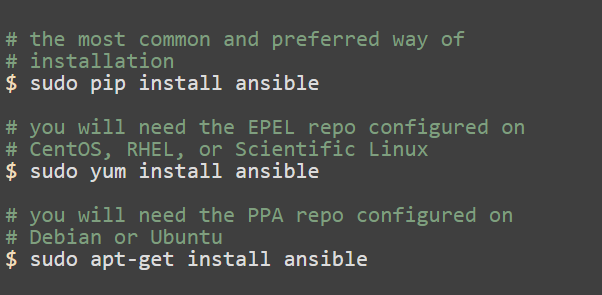 # the most common and preferred way of
# installation
$ sudo pip install ansible
# you will need the EPEL repo configured on
# CentOS, RHEL, or Scientific Linux
$ sudo yum install ansible
# you will need the PPA repo configured on
# Debian or Ubuntu
$ sudo apt-get install ansible